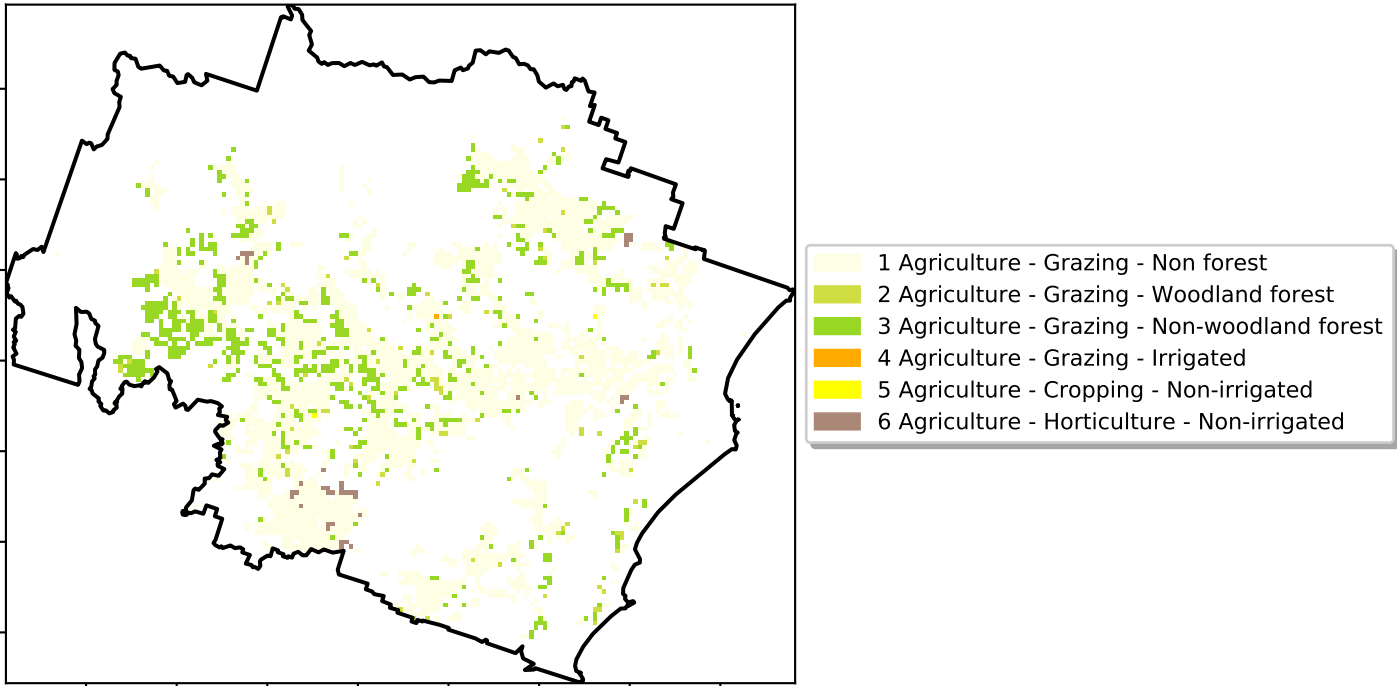 1 Agriculture - Grazing - Non forest
2 Agriculture - Grazing - Woodland forest
3 Agriculture - Grazing - Non-woodland forest
4 Agriculture - Grazing - Irrigated
5 Agriculture - Cropping - Non-irrigated
6 Agriculture - Horticulture - Non-irrigated